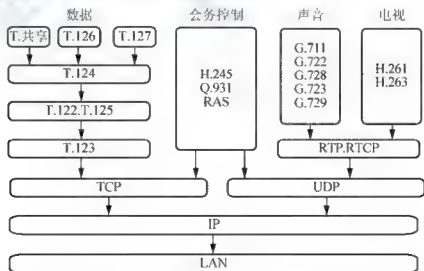 数据 会务控制 声音 电视
T.共享 T.126 T.127
T.124
T.122.T.125
T.123
H.245
Q.931
RAS
G.711
G.722
G.728
G.723
G.729
H.261
H.263
RTP.RTCP
TCP UDP
IP
LAN